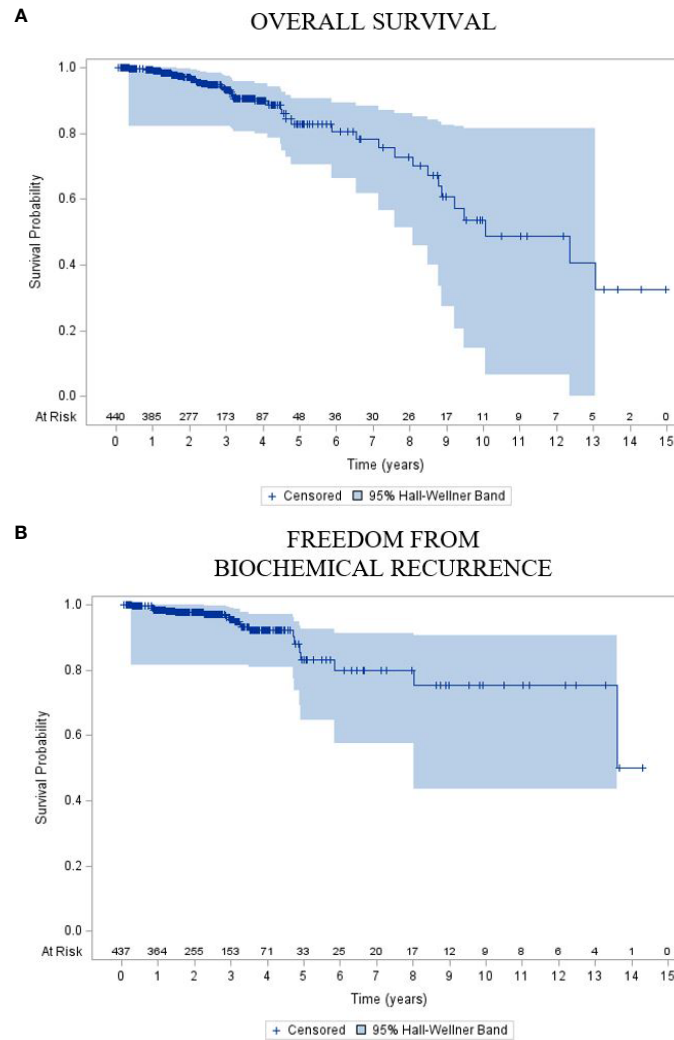 A
OVERALL SURVIVAL
1.0
0.8
0.6
0.4
0.2
0.0
Survival Probability
At Risk 440 385 277 173 87 48 36 30 26 17 11 9 7 5 2 0
0 1 2 3 4 5 6 7 8 9 10 11 12 13 14 15
Time (years)
+ Censored 95% Hall-Wellner Band
B
FREEDOM FROM
BIOCHEMICAL RECURRENCE
1.0
0.8
0.6
0.4
0.2
0.0
Survival Probability
At Risk 437 364 255 153 71 33 25 20 17 12 9 8 6 4 1 0
0 1 2 3 4 5 6 7 8 9 10 11 12 13 14 15
Time (years)
+ Censored 95% Hall-Wellner Band